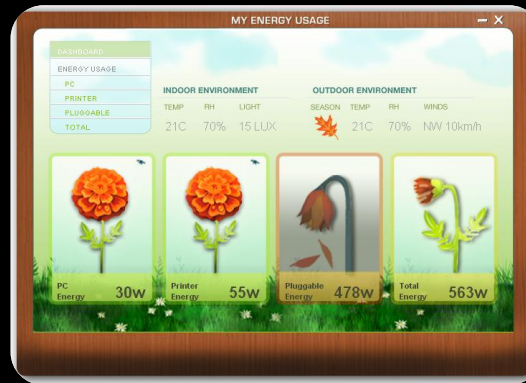 MY ENERGY USAGE
DASHBOARD
ENERGY USAGE
PC
PRINTER
PLUGGABLE
TOTAL
INDOOR ENVIRONMENT
TEMP RH LIGHT
21C 70% 15 LUX
OUTDOOR ENVIRONMENT
SEASON TEMP RH WINDS
21C 70% NW 10km/h
PC
Energy 30w
Printer
Energy 55w
Pluggable
Energy 478w
Total
Energy 563w